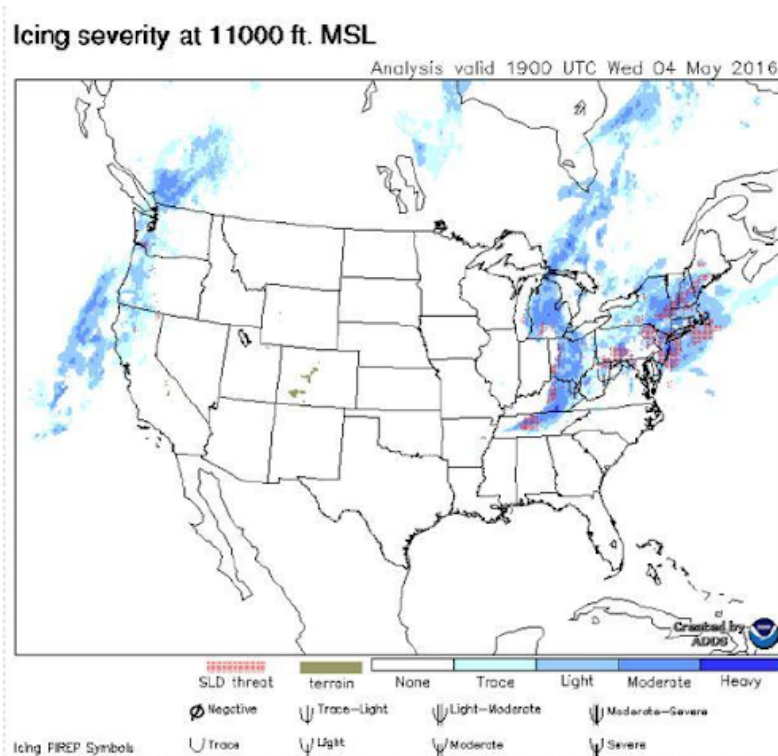 Icing severity at 11000 ft. MSL
Analysis valid 1900 UTC Wed 04 May 2016
Created by
ADDS
SLD threat terrain None Trace Light Moderate Heavy
Negative Trace-Light Light-Moderate Moderate-Severe
Icing PIREP Symbols Trace Light Moderate Severe